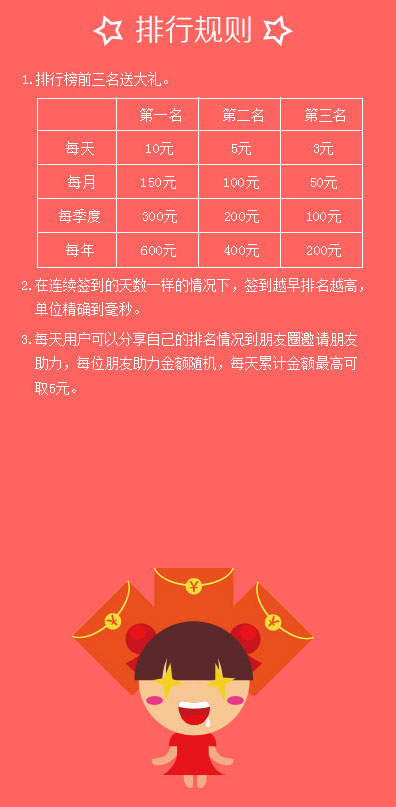 排行规则
1.排行榜前三名送大礼。
第一名 第二名 第三名
每天 10元 5元 3元
每月 150元 100元 50元
每季度 300元 200元 100元
每年 600元 400元 200元
2.在连续签到的天数一样的情况下，签到越早排名越高，
单位精确到毫秒。
3.每天用户可以分享自己的排名情况到朋友圈邀请朋友
助力，每位朋友助力金额随机，每天累计金额最高可
取5元。
¥
¥
¥